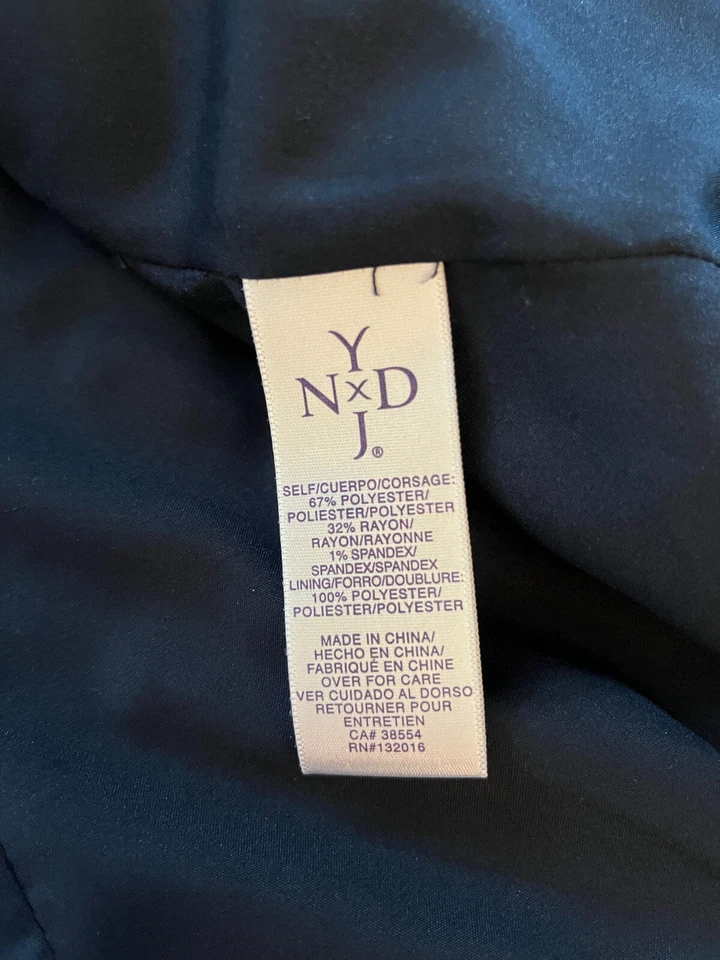 Y
N x D
J®
SELF/CUERPO/CORSAGE:
67% POLYESTER/
POLIESTER/POLYESTER
32% RAYON/
RAYON/RAYONNE
1% SPANDEX/
SPANDEX/SPANDEX
LINING/FORRO/DOUBLURE:
100% POLYESTER/
POLIESTER/POLYESTER
MADE IN CHINA/
HECHO EN CHINA/
FABRIQUÉ EN CHINE
OVER FOR CARE
VER CUIDADO AL DORSO
RETOURNER POUR
ENTRETIEN
CA# 38554
RN#132016